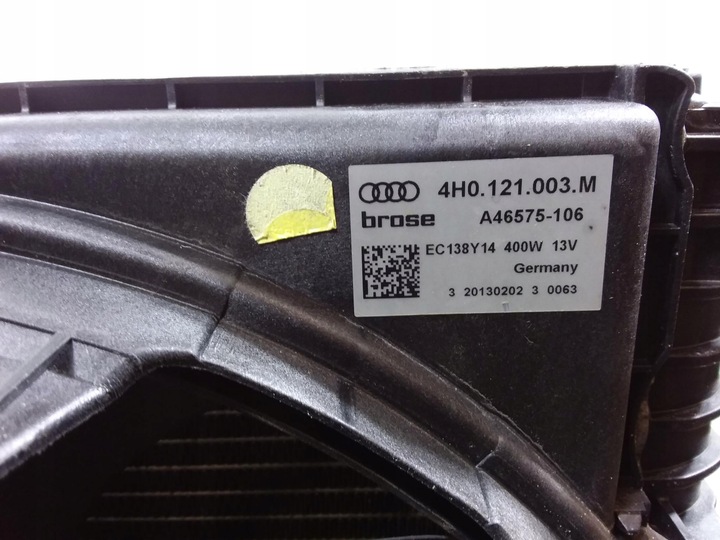 4H0.121.003.M
brose A46575-106
EC138Y14 400W 13V
Germany
3 20130202 3 0063